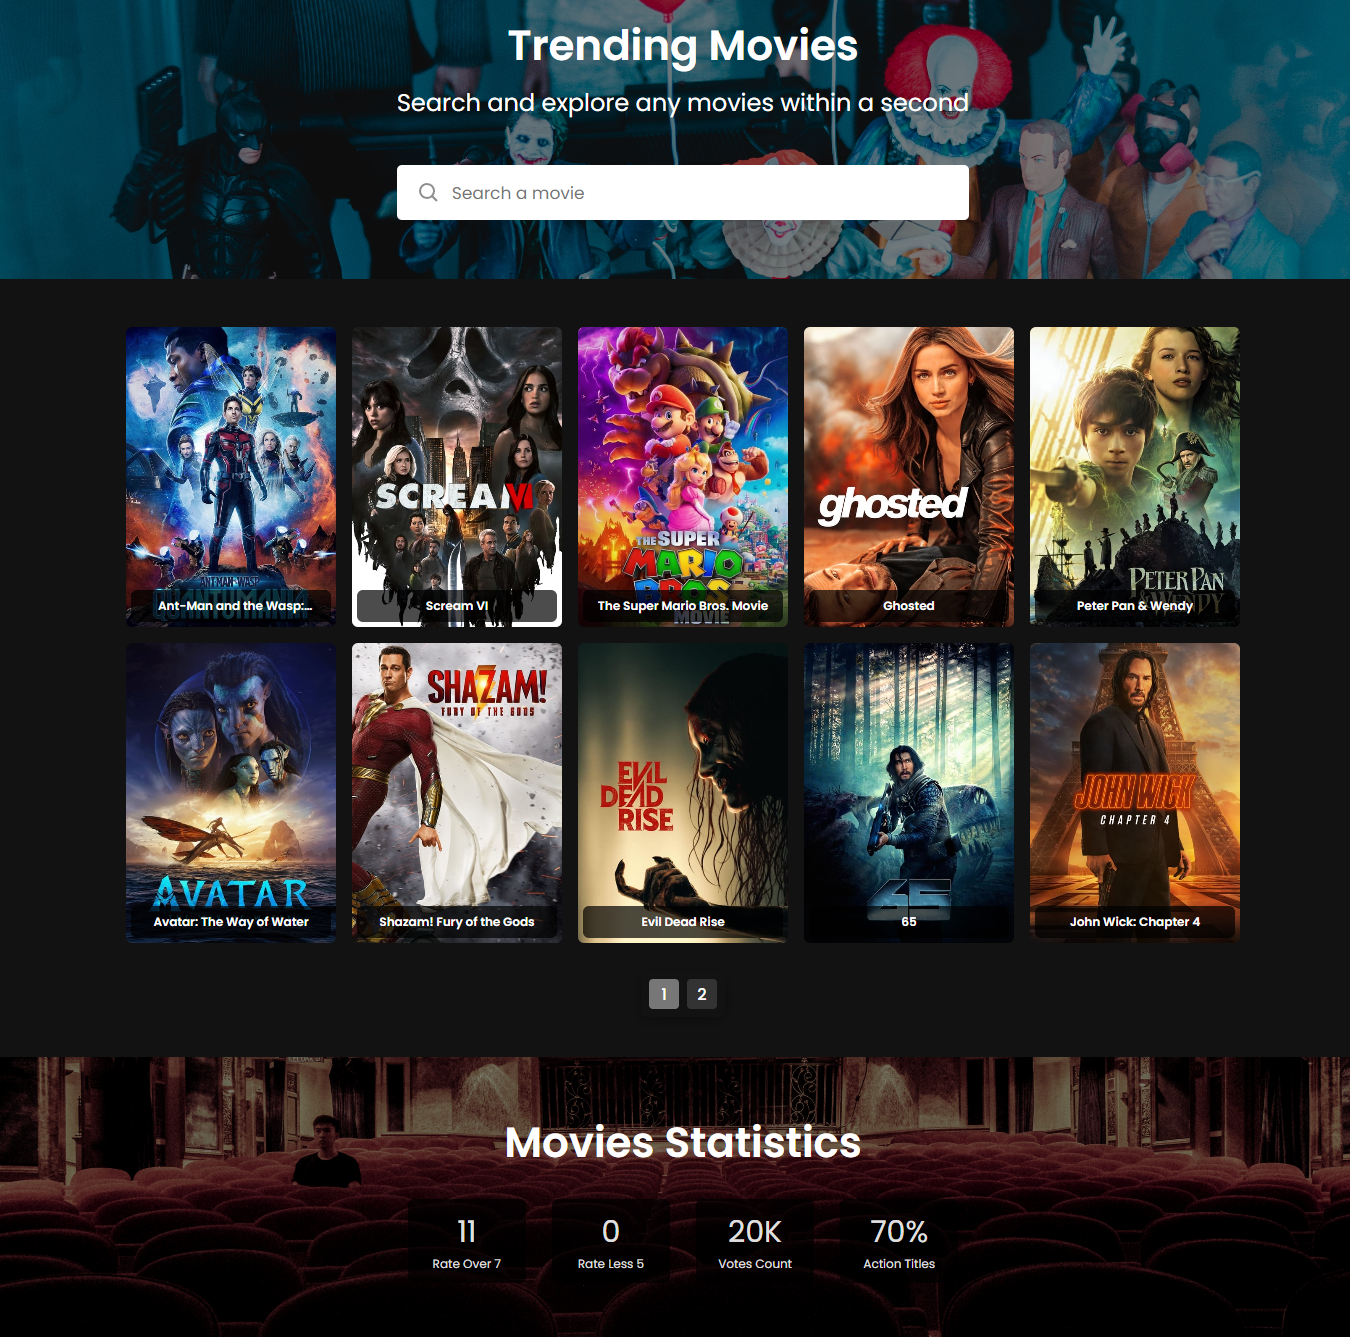 Trending Movies
Search and explore any movies within a second
Search a movie
ANT-MAN AND THE WASP
QUANTUMANIA
Ant-Man and the Wasp:...
SCREAM VI
Scream VI
THE SUPER
MARIO
BROS.
MOVIE
The Super Mario Bros. Movie
ghosted
Ghosted
PETER PAN
& WENDY
Peter Pan & Wendy
AVATAR
Avatar: The Way of Water
SHAZAM!
FURY OF THE GODS
Shazam! Fury of the Gods
EVIL
DEAD
RISE
Evil Dead Rise
65
65
JOHN WICK
CHAPTER 4
John Wick: Chapter 4
1 2
Movies Statistics
11 0 20K 70%
Rate Over 7 Rate Less 5 Votes Count Action Titles